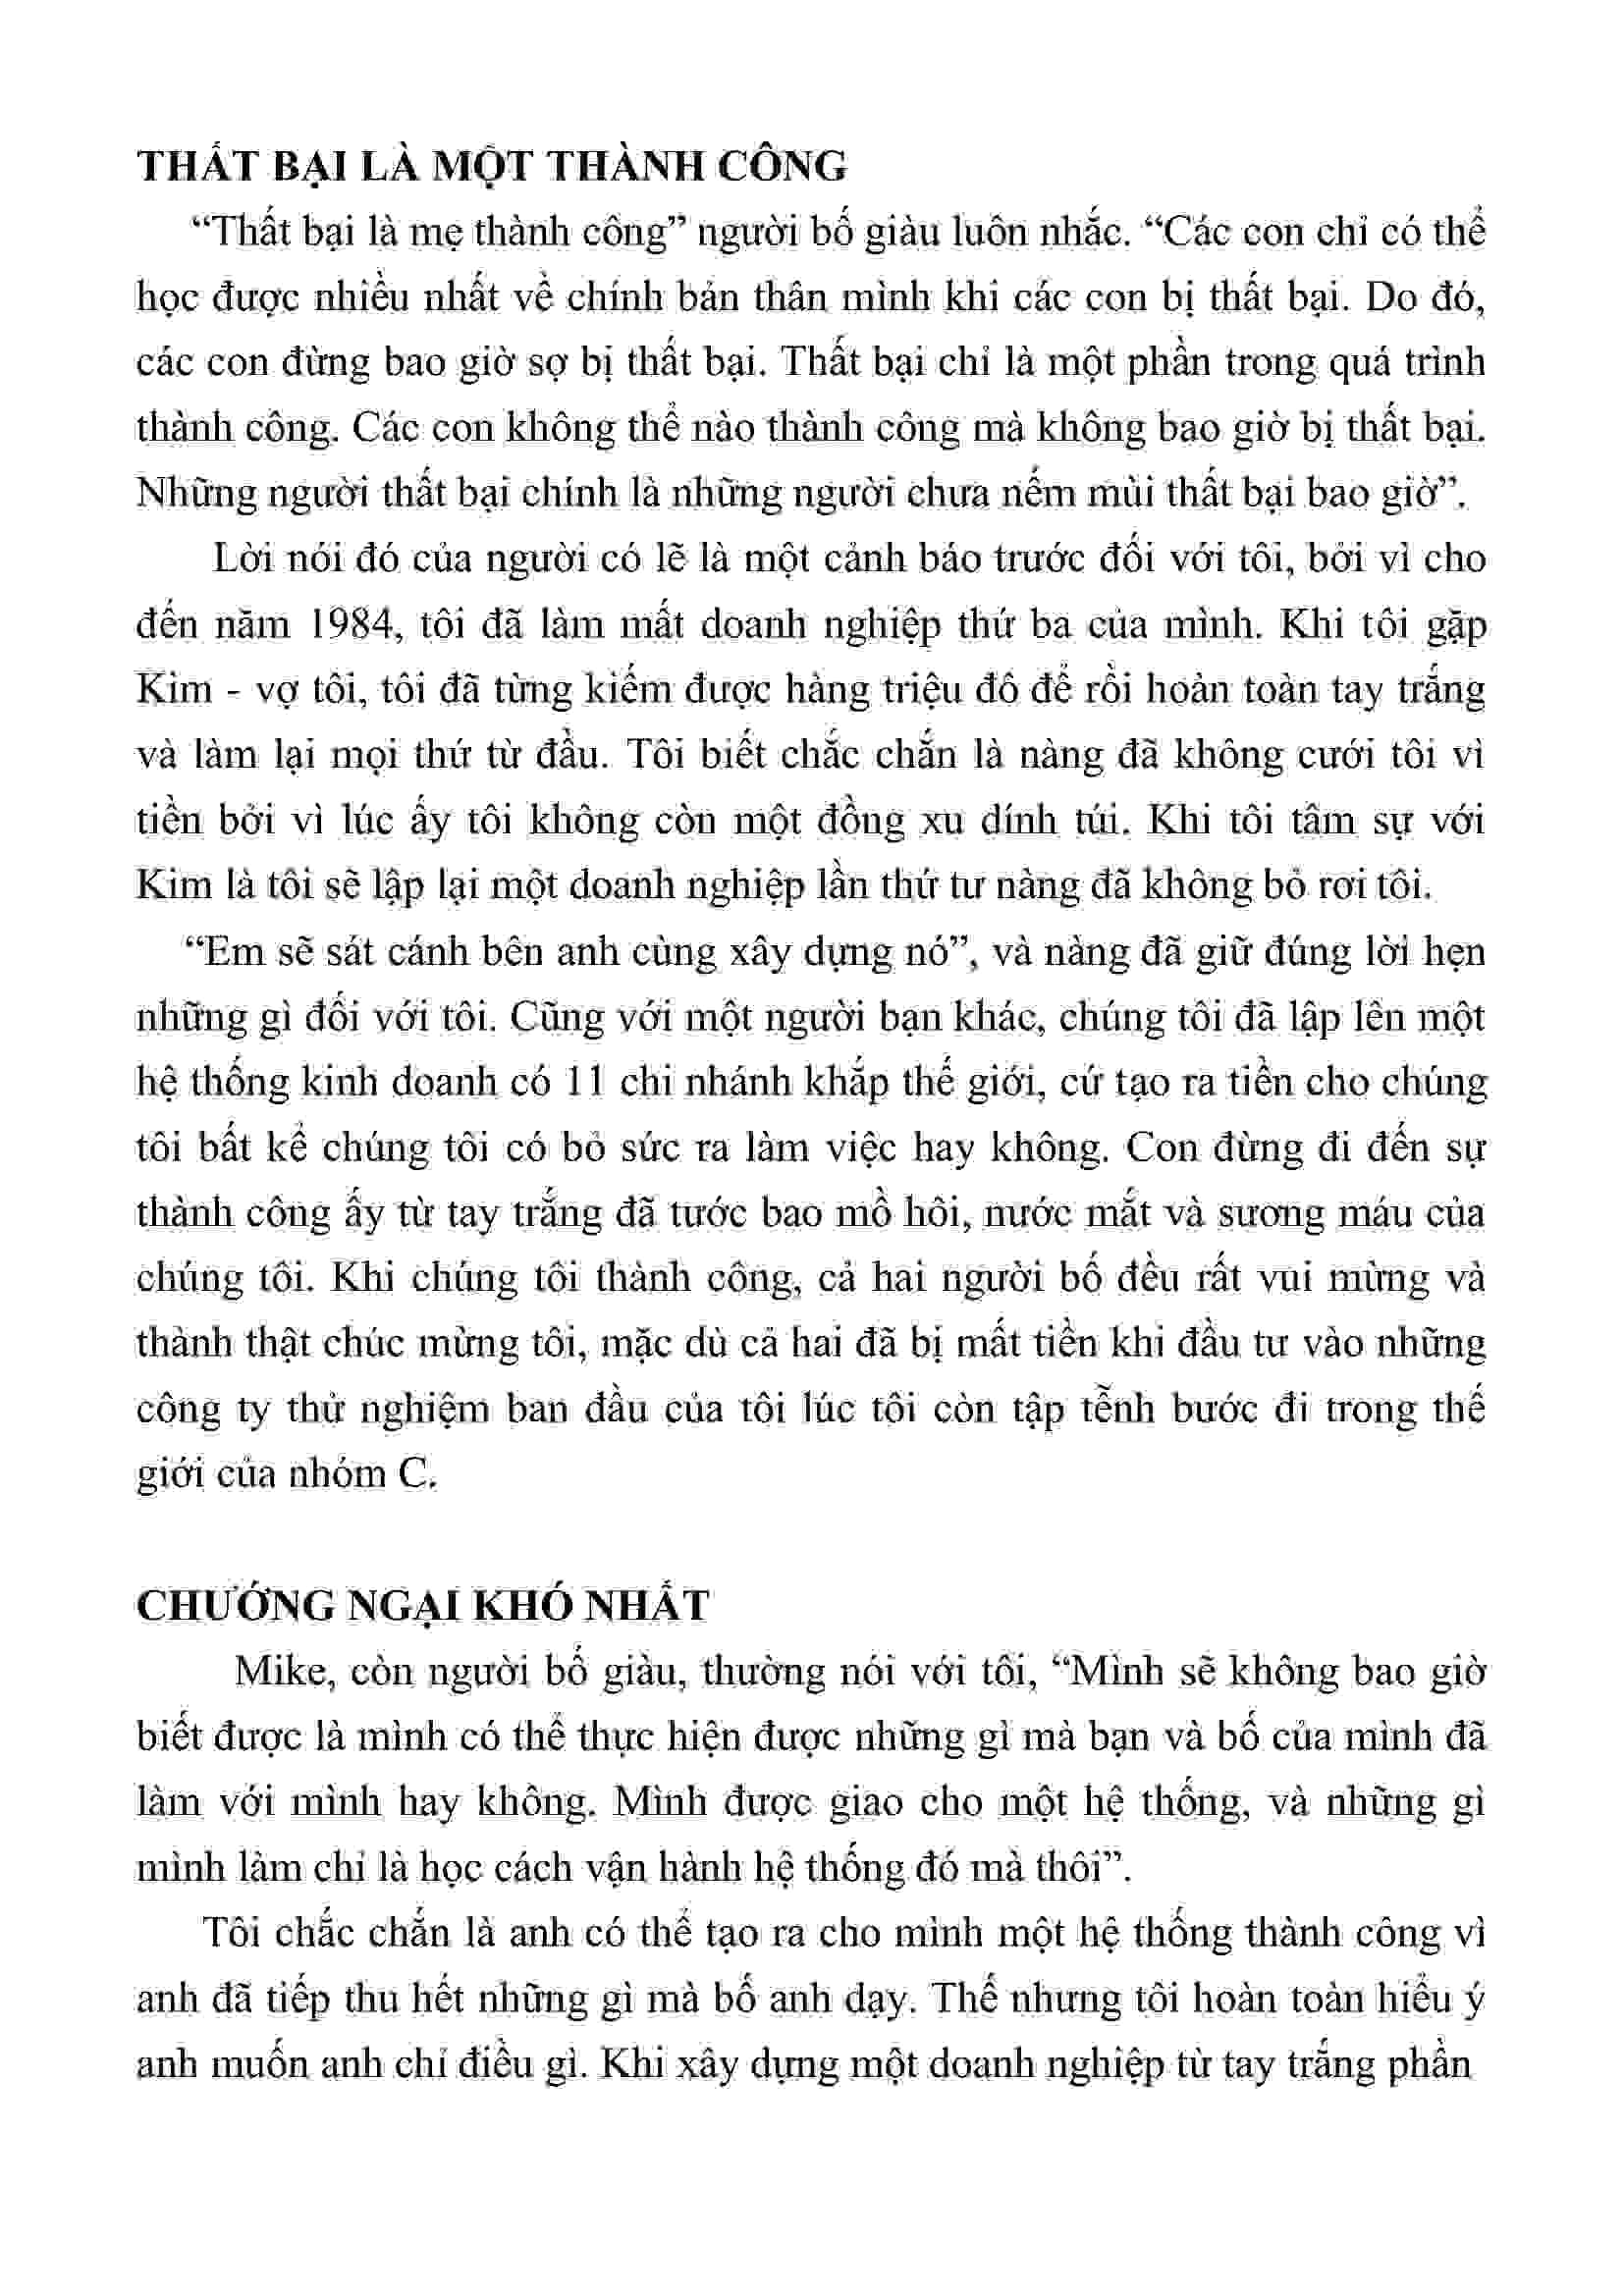 THẤT BẠI LÀ MỘT THÀNH CÔNG
“Thất bại là mẹ thành công” người bố giàu luôn nhắc. “Các con chỉ có thể
học được nhiều nhất về chính bản thân mình khi các con bị thất bại. Do đó,
các con đừng bao giờ sợ bị thất bại. Thất bại chỉ là một phần trong quá trình
thành công. Các con không thể nào thành công mà không bao giờ bị thất bại.
Những người thất bại chính là những người chưa nếm mùi thất bại bao giờ”.
Lời nói đó của người có lẽ là một cảnh báo trước đối với tôi, bởi vì cho
đến năm 1984, tôi đã làm mất doanh nghiệp thứ ba của mình. Khi tôi gặp
Kim - vợ tôi, tôi đã từng kiếm được hàng triệu đô để rồi hoàn toàn tay trắng
và làm lại mọi thứ từ đầu. Tôi biết chắc chắn là nàng đã không cưới tôi vì
tiền bởi vì lúc ấy tôi không còn một đồng xu dính túi. Khi tôi tâm sự với
Kim là tôi sẽ lập lại một doanh nghiệp lần thứ tư nàng đã không bỏ rơi tôi.
“Em sẽ sát cánh bên anh cùng xây dựng nó”, và nàng đã giữ đúng lời hẹn
những gì đối với tôi. Cũng với một người bạn khác, chúng tôi đã lập lên một
hệ thống kinh doanh có 11 chi nhánh khắp thế giới, cứ tạo ra tiền cho chúng
tôi bất kể chúng tôi có bỏ sức ra làm việc hay không. Con đừng đi đến sự
thành công ấy từ tay trắng đã tước bao mồ hôi, nước mắt và sương máu của
chúng tôi. Khi chúng tôi thành công, cả hai người bố đều rất vui mừng và
thành thật chúc mừng tôi, mặc dù cả hai đã bị mất tiền khi đầu tư vào những
công ty thử nghiệm ban đầu của tôi lúc tôi còn tập tễnh bước đi trong thế
giới của nhóm C.
CHƯỚNG NGẠI KHÓ NHẤT
Mike, còn người bố giàu, thường nói với tôi, “Mình sẽ không bao giờ
biết được là mình có thể thực hiện được những gì mà bạn và bố của mình đã
làm với mình hay không. Mình được giao cho một hệ thống, và những gì
mình làm chỉ là học cách vận hành hệ thống đó mà thôi”.
Tôi chắc chắn là anh có thể tạo ra cho mình một hệ thống thành công vì
anh đã tiếp thu hết những gì mà bố anh dạy. Thế nhưng tôi hoàn toàn hiểu ý
anh muốn anh chỉ điều gì. Khi xây dựng một doanh nghiệp từ tay trắng phần